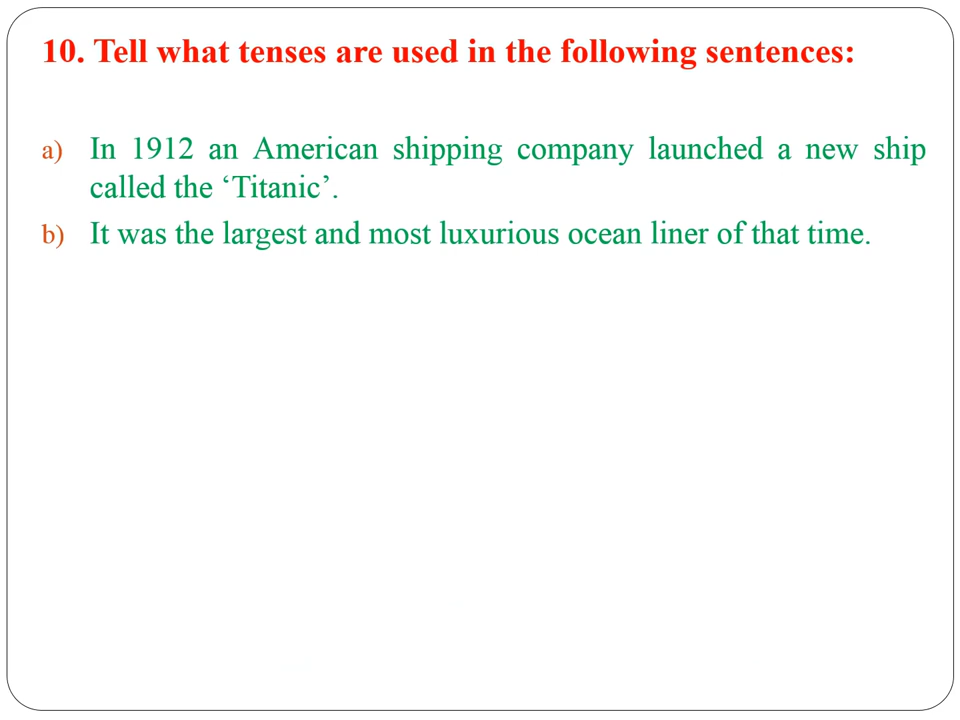 10. Tell what tenses are used in the following sentences:
a) In 1912 an American shipping company launched a new ship
called the ‘Titanic’.
b) It was the largest and most luxurious ocean liner of that time.